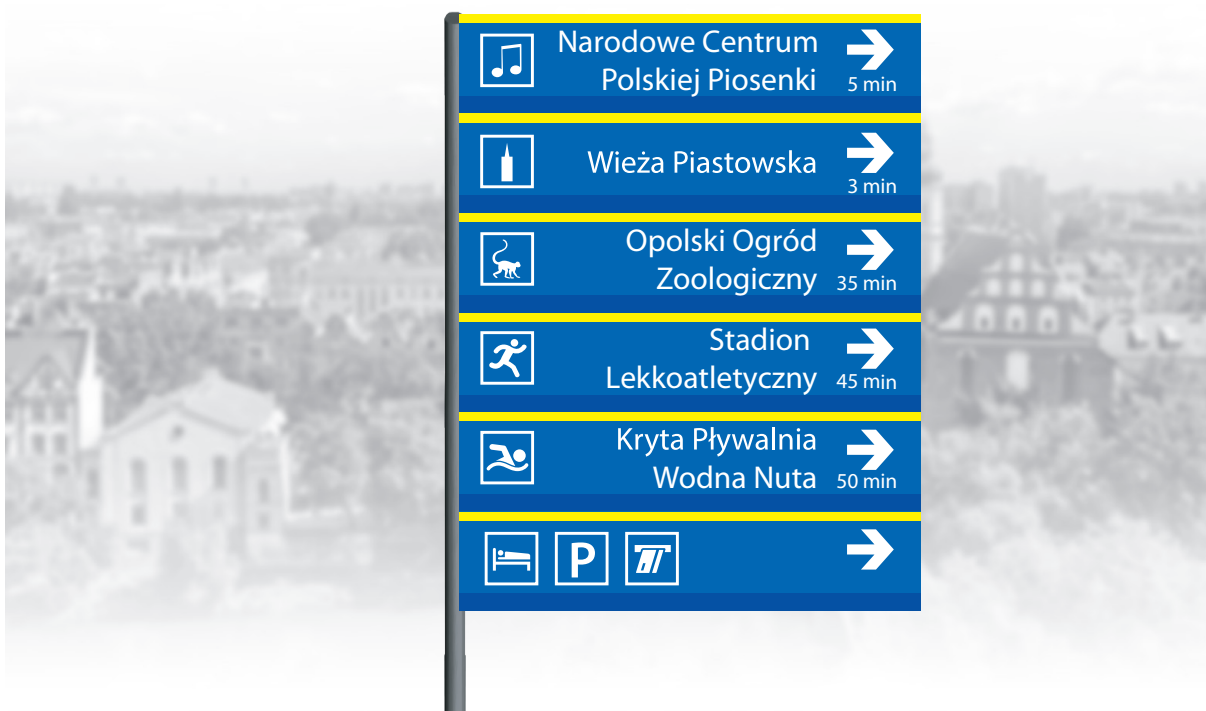 Narodowe Centrum
Polskiej Piosenki
5 min
Wieża Piastowska
3 min
Opolski Ogród
Zoologiczny
35 min
Stadion
Lekkoatletyczny
45 min
Kryta Pływalnia
Wodna Nuta
50 min
P